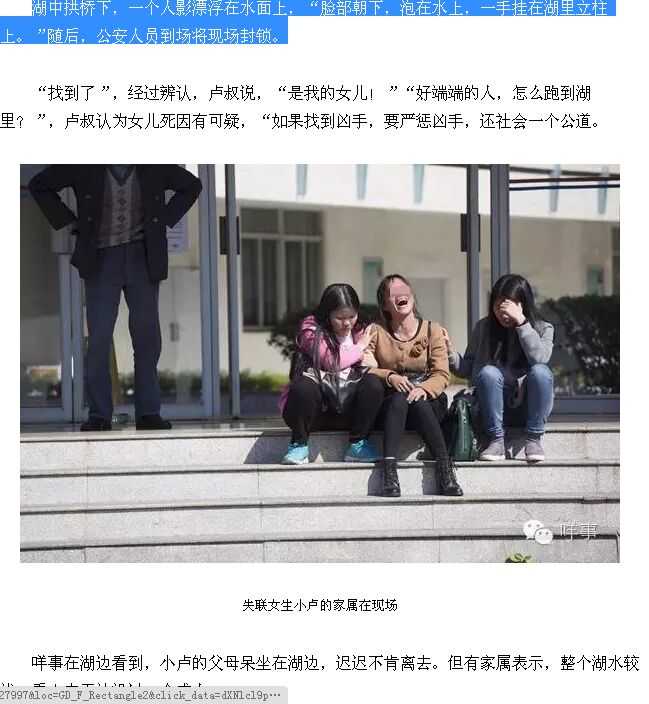 湖中拱桥下，一个人影漂浮在水面上，“脸部朝下，泡在水上，一手挂在湖里立柱
上。”随后，公安人员到场将现场封锁。
“找到了”，经过辨认，卢叔说，“是我的女儿！”“好端端的人，怎么跑到湖
里？”，卢叔认为女儿死因有可疑，“如果找到凶手，要严惩凶手，还社会一个公道。
咩事
失联女生小卢的家属在现场
咩事在湖边看到，小卢的父母呆坐在湖边，迟迟不肯离去。但有家属表示，整个湖水较
27997&loc=GD_F_Rectangle2&click_data=dXNlcl9p…